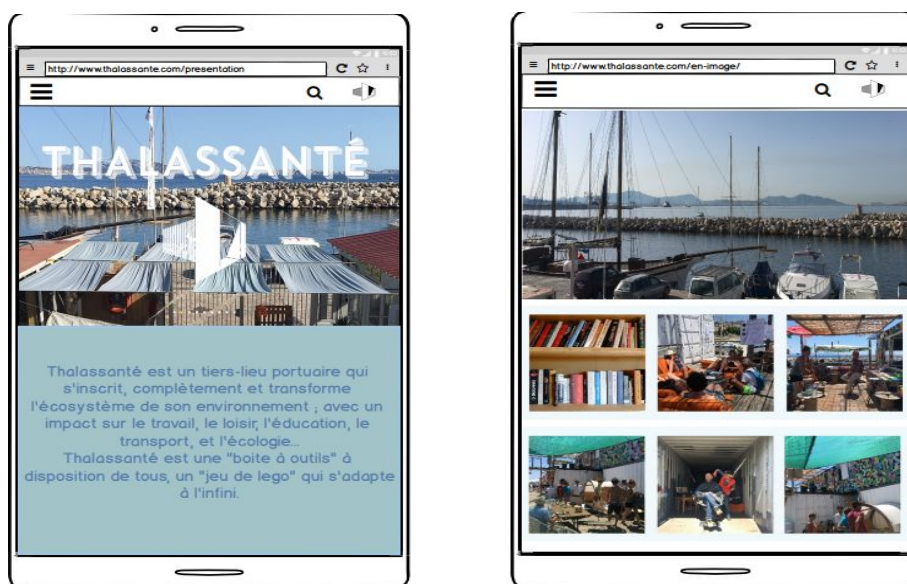 http://www.thalassante.com/presentation
THALASSANTÉ
Thalassanté est un tiers-lieu portuaire qui
s'inscrit, complètement et transforme
l'écosystème de son environnement ; avec un
impact sur le travail, le loisir, l'éducation, le
transport, et l'écologie...
Thalassanté est une "boite à outils" à
disposition de tous, un "jeu de lego" qui s'adapte
à l'infini.
http://www.thalassante.com/en-image/